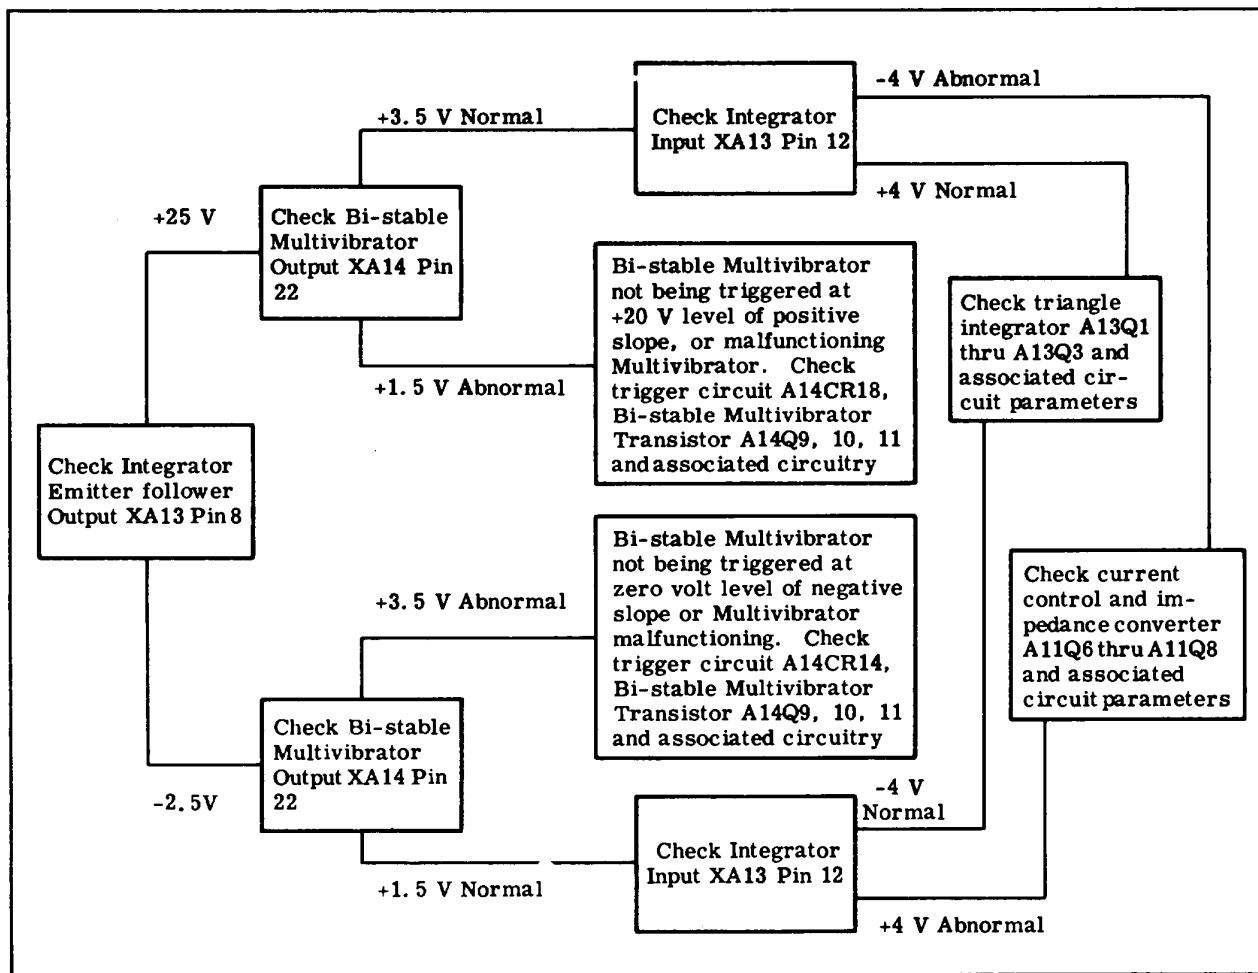 -4 V Abnormal
+3.5 V Normal
Check Integrator
Input XA13 Pin 12
+4 V Normal
+25 V
Check Bi-stable
Multivibrator
Output XA14 Pin
22
Bi-stable Multivibrator
not being triggered at
+20 V level of positive
slope, or malfunctioning
Multivibrator. Check
trigger circuit A14CR18,
Bi-stable Multivibrator
Transistor A14Q9, 10, 11
and associated circuitry
Check triangle
integrator A13Q1
thru A13Q3 and
associated cir-
cuit parameters
+1.5 V Abnormal
Check Integrator
Emitter follower
Output XA13 Pin 8
Bi-stable Multivibrator
not being triggered at
zero volt level of negative
slope or Multivibrator
malfunctioning. Check
trigger circuit A14CR14,
Bi-stable Multivibrator
Transistor A14Q9, 10, 11
and associated circuitry
Check current
control and im-
pedance converter
A11Q6 thru A11Q8
and associated
circuit parameters
+3.5 V Abnormal
Check Bi-stable
Multivibrator
Output XA14 Pin
22
-2.5V
-4 V
Normal
Check Integrator
Input XA13 Pin 12
+1.5 V Normal
+4 V Abnormal